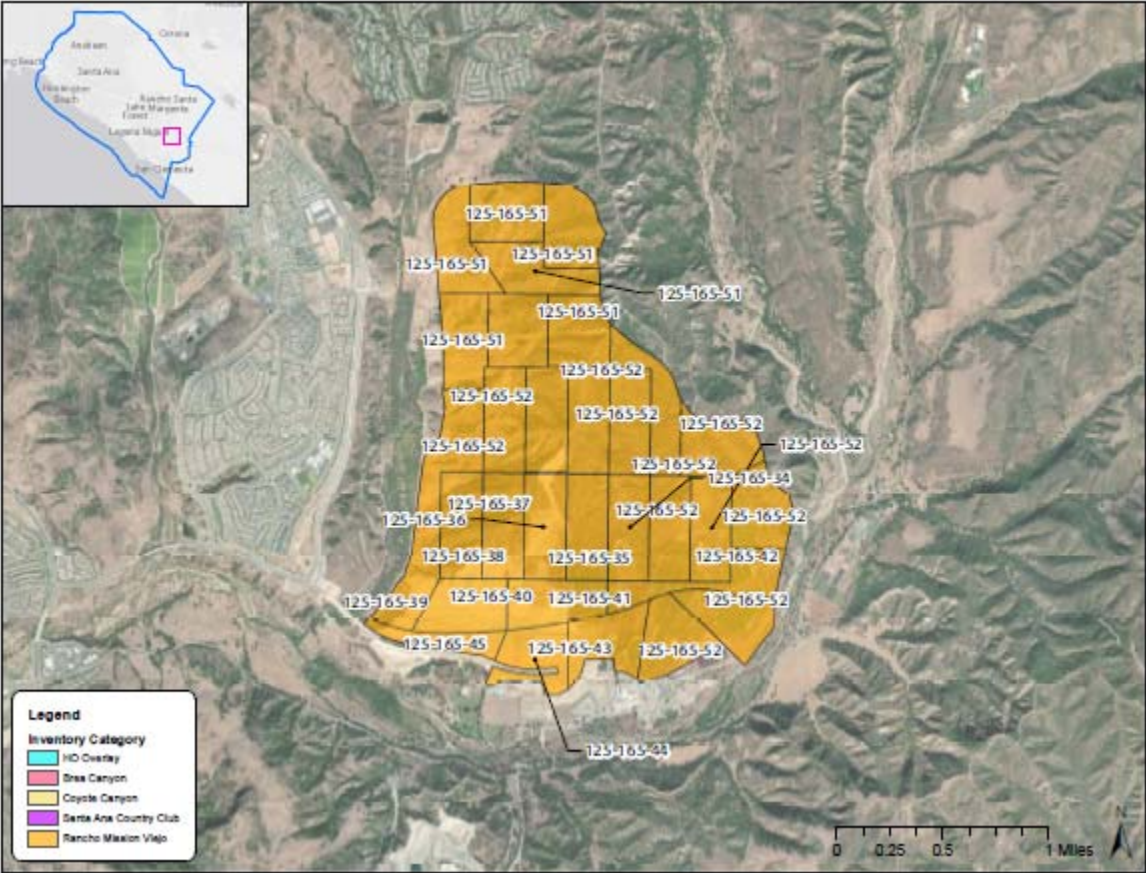 Corona
Anaheim
ng Beach
Santa Ana
Huntington
Beach
Rancho Santa
Lake Margarita
Forest
Laguna Nigu
San Clemente
125-165-51
125-165-51
125-165-51
125-165-51
125-165-51
125-165-51
125-165-52
125-165-52
125-165-52
125-165-52
125-165-52
125-165-52
125-165-52
125-165-34
125-165-37
125-165-52
125-165-36
125-165-52
125-165-38
125-165-35
125-165-42
125-165-39
125-165-40
125-165-41
125-165-52
125-165-45
125-165-43
125-165-52
125-165-44
Legend
Inventory Category
HO Overlay
Brea Canyon
Coyote Canyon
Santa Ana Country Club
Rancho Mission Viejo
N
0 0.25 0.5 1 Miles